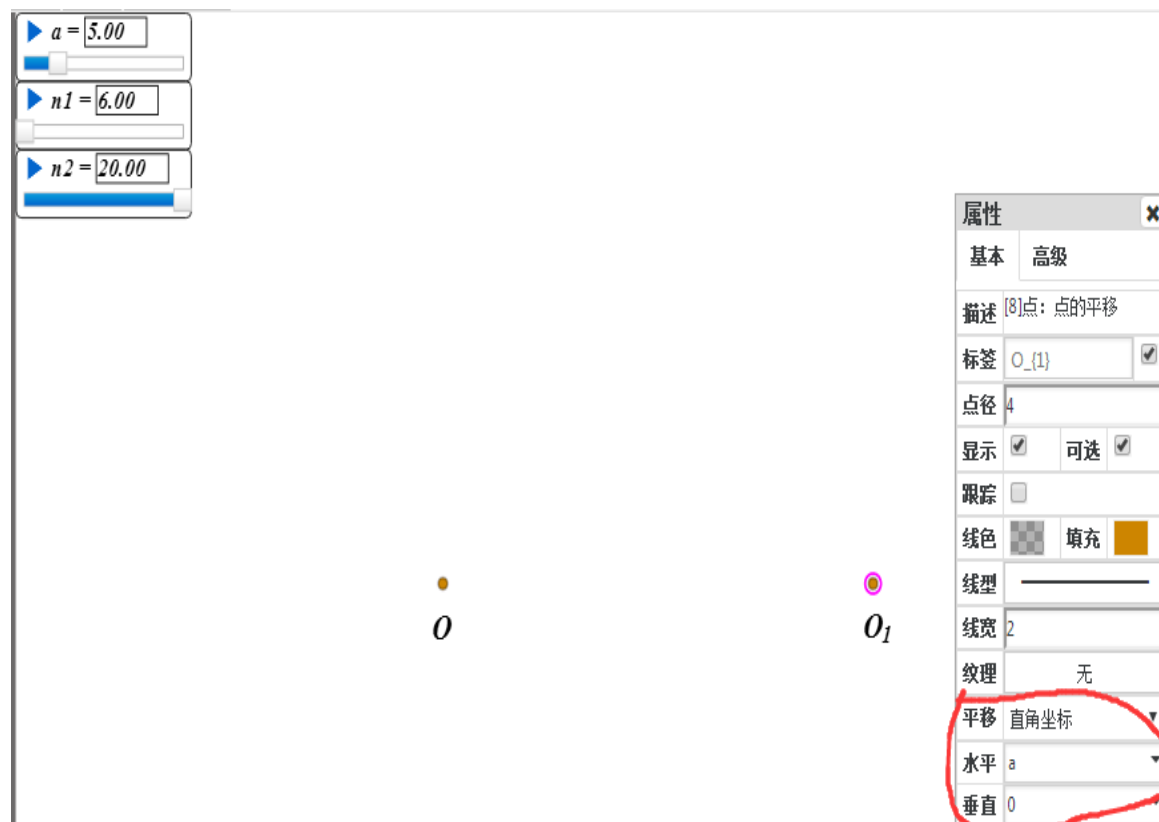 a = 5.00
n1 = 6.00
n2 = 20.00
属性
基本 高级
描述 [8]点：点的平移
标签 O_{1}
点径 4
显示 可选
跟踪
线色 填充
线型
线宽 2
纹理 无
平移 直角坐标
水平 a
垂直 0
O O1